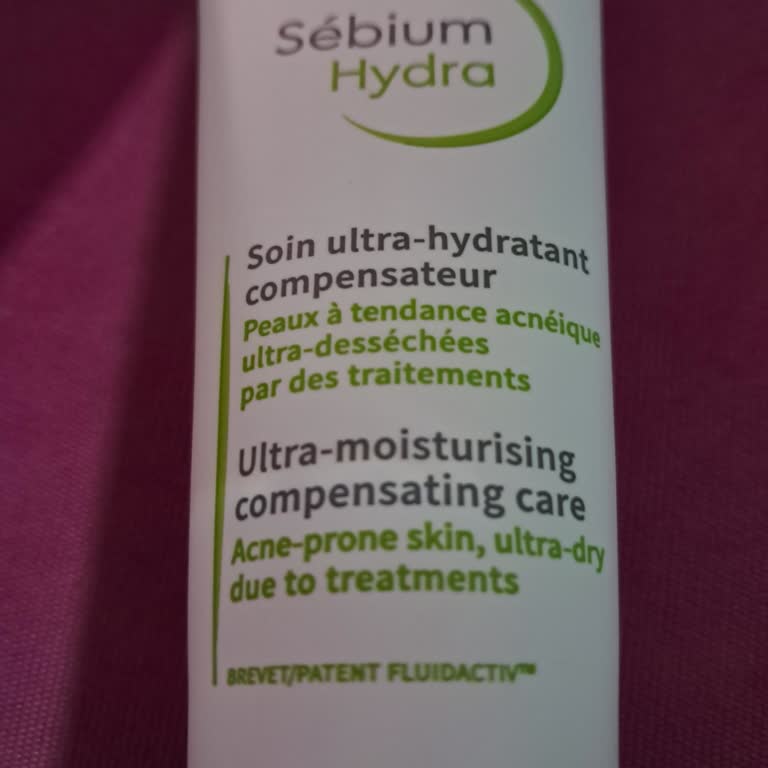 Sébium
Hydra
Soin ultra-hydratant
compensateur
Peaux à tendance acnéique
ultra-desséchées
par des traitements
Ultra-moisturising
compensating care
Acne-prone skin, ultra-dry
due to treatments
BREVET/PATENT FLUIDACTIV™